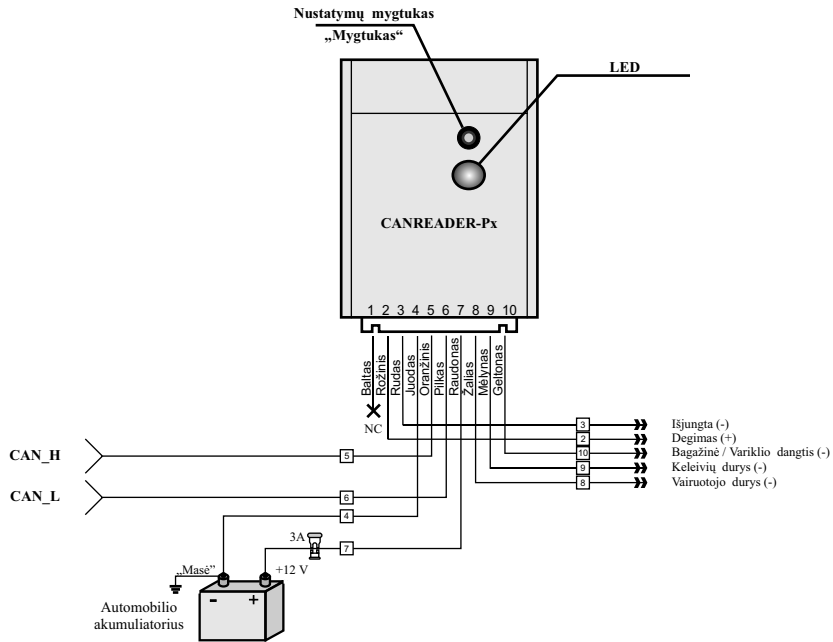 Nustatymų mygtukas
„Mygtukas“
LED
CANREADER-Px
1 2 3 4 5 6 7 8 9 10
Baltas
Rožinis
Rudas
Juodas
Oranžinis
Pilkas
Raudonas
Žalias
Mėlynas
Geltonas
NC
3 Išjungta (-)
2 Degimas (+)
10 Bagažinė / Variklio dangtis (-)
9 Keleivių durys (-)
8 Vairuotojo durys (-)
CAN_H
5
CAN_L
6
4
3A
7
„Masė”
+12 V
- +
Automobilio
akumuliatorius